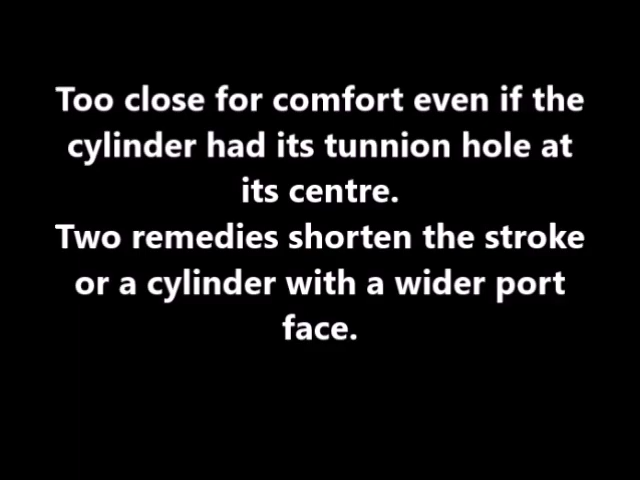 Too close for comfort even if the
cylinder had its tunnion hole at
its centre.
Two remedies shorten the stroke
or a cylinder with a wider port
face.